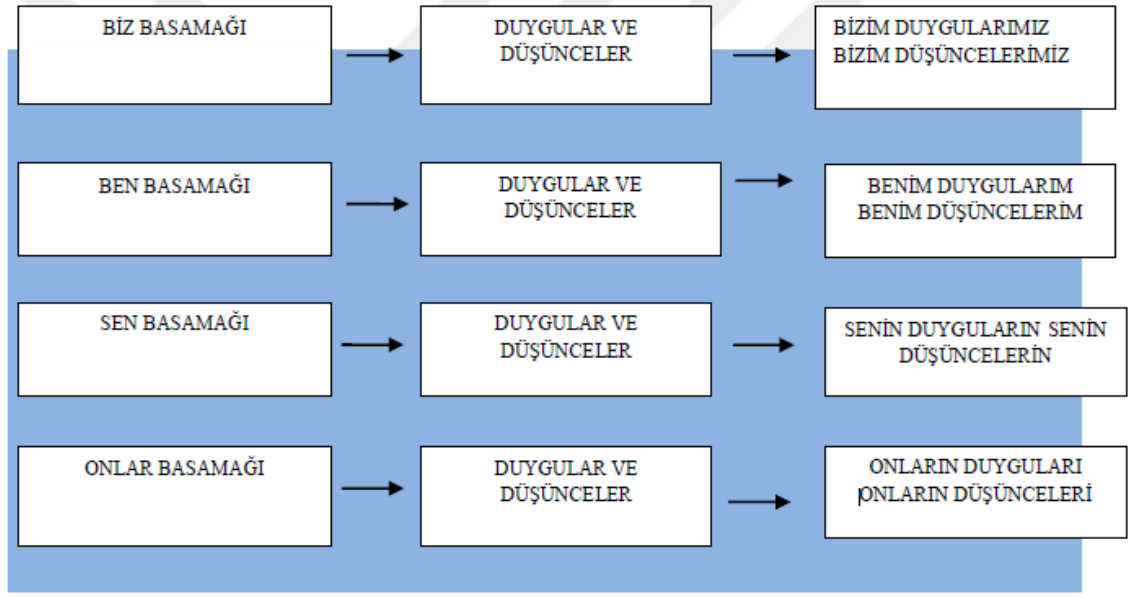 BİZ BASAMAĞI
DUYGULAR VE
DÜŞÜNCELER
BİZİM DUYGULARIMIZ
BİZİM DÜŞÜNCELERİMİZ
BEN BASAMAĞI
DUYGULAR VE
DÜŞÜNCELER
BENİM DUYGULARIM
BENİM DÜŞÜNCELERİM
SEN BASAMAĞI
DUYGULAR VE
DÜŞÜNCELER
SENİN DUYGULARIN SENİN
DÜŞÜNCELERİN
ONLAR BASAMAĞI
DUYGULAR VE
DÜŞÜNCELER
ONLARIN DUYGULARI
ONLARIN DÜŞÜNCELERİ